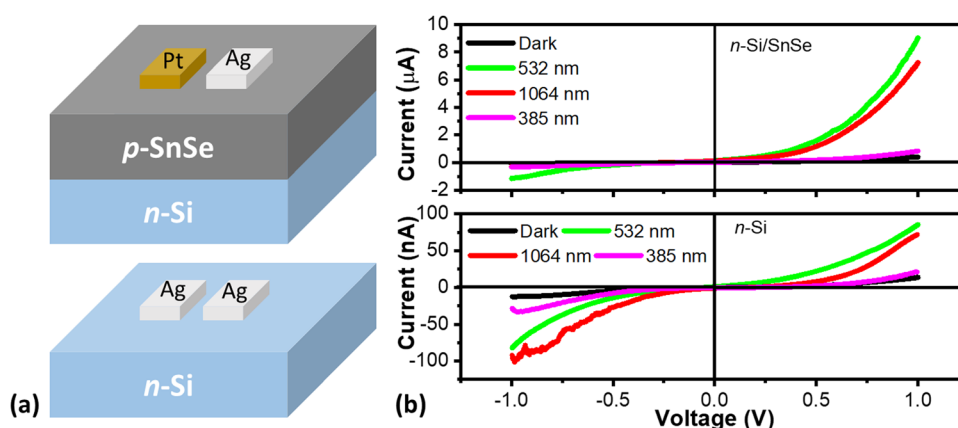 Pt
Ag
p-SnSe
n-Si
Ag
Ag
n-Si
(a)
10
8
6
4
2
0
-2
Current (µA)
Dark
532 nm
1064 nm
385 nm
n-Si/SnSe
100
50
0
-50
-100
Current (nA)
Dark 532 nm
1064 nm 385 nm
n-Si
-1.0 -0.5 0.0 0.5 1.0
Voltage (V)
(b)